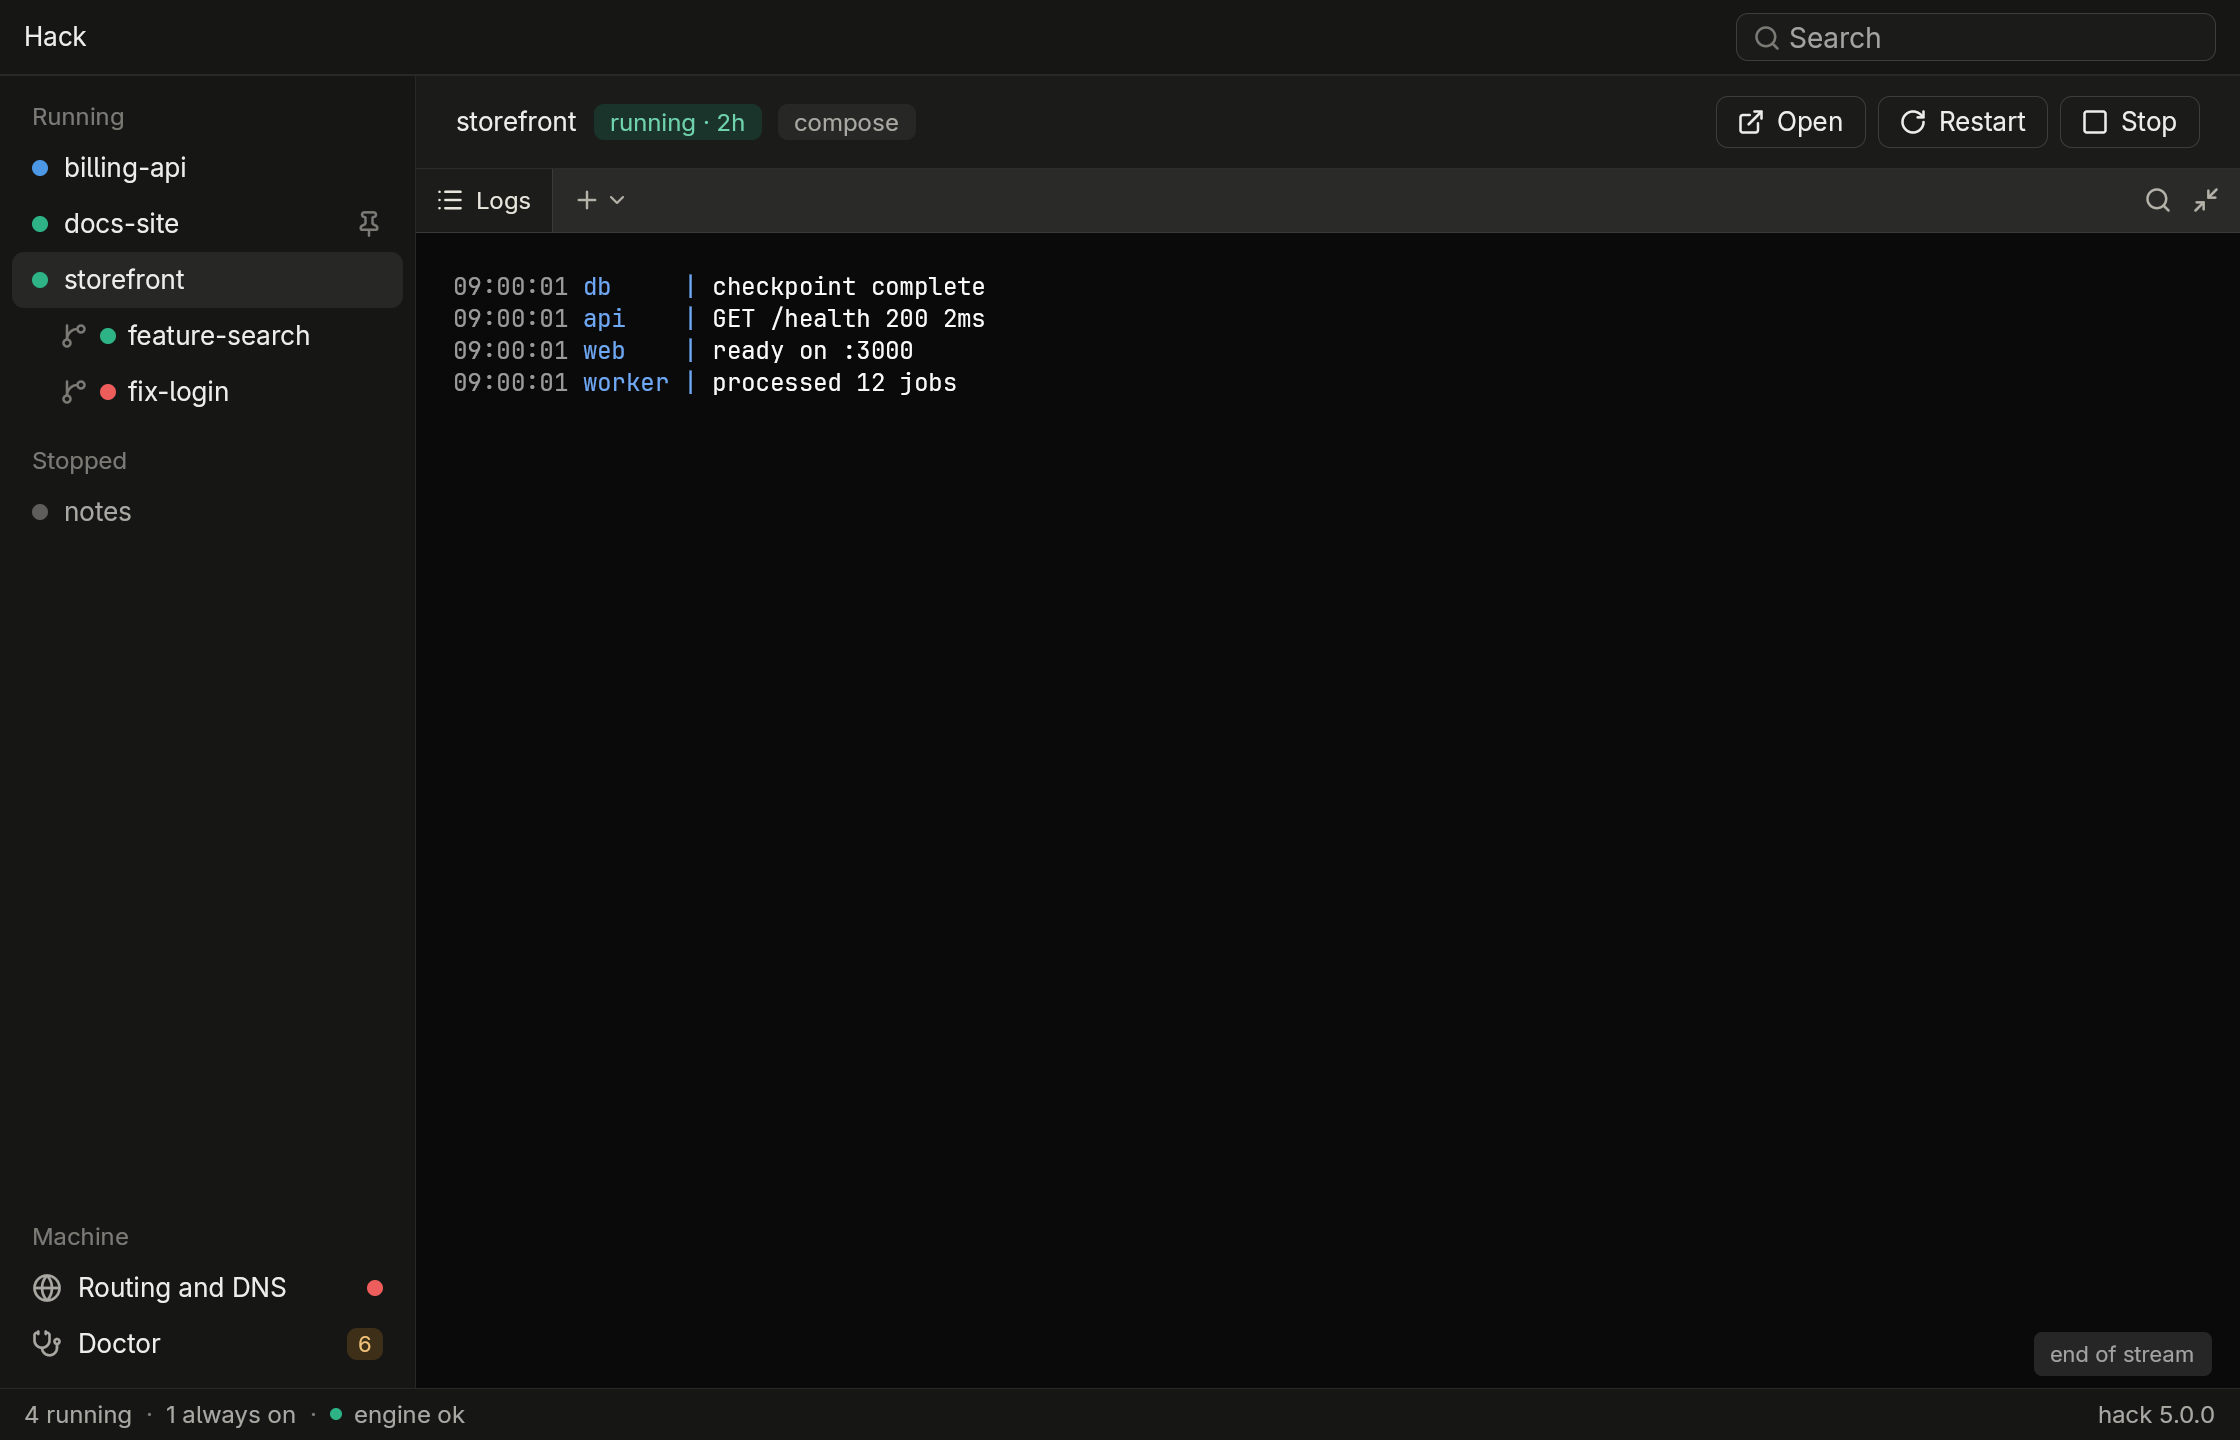 Hack
Search
Running
billing-api
docs-site
storefront
feature-search
fix-login
Stopped
notes
Machine
Routing and DNS
Doctor 6
storefront running · 2h compose
Open Restart Stop
Logs
09:00:01 db | checkpoint complete
09:00:01 api | GET /health 200 2ms
09:00:01 web | ready on :3000
09:00:01 worker | processed 12 jobs
end of stream
4 running · 1 always on · engine ok
hack 5.0.0